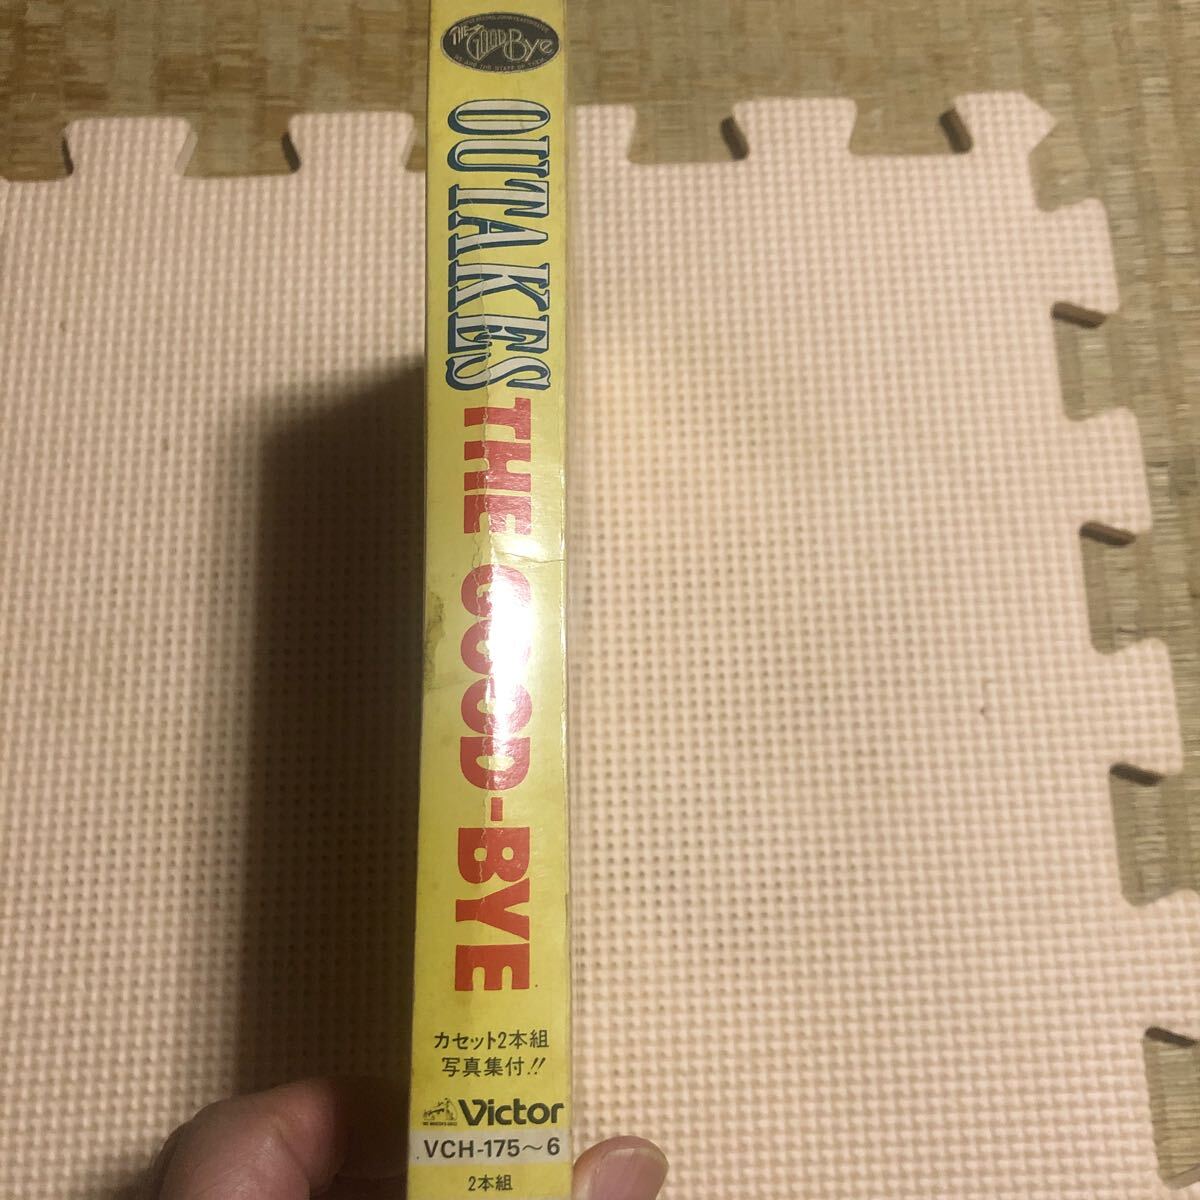 THE GOOD Bye
OUTAKES
THE GOOD-BYE
カセット2本組
写真集付!!
Victor
VCH-175〜6
2本組